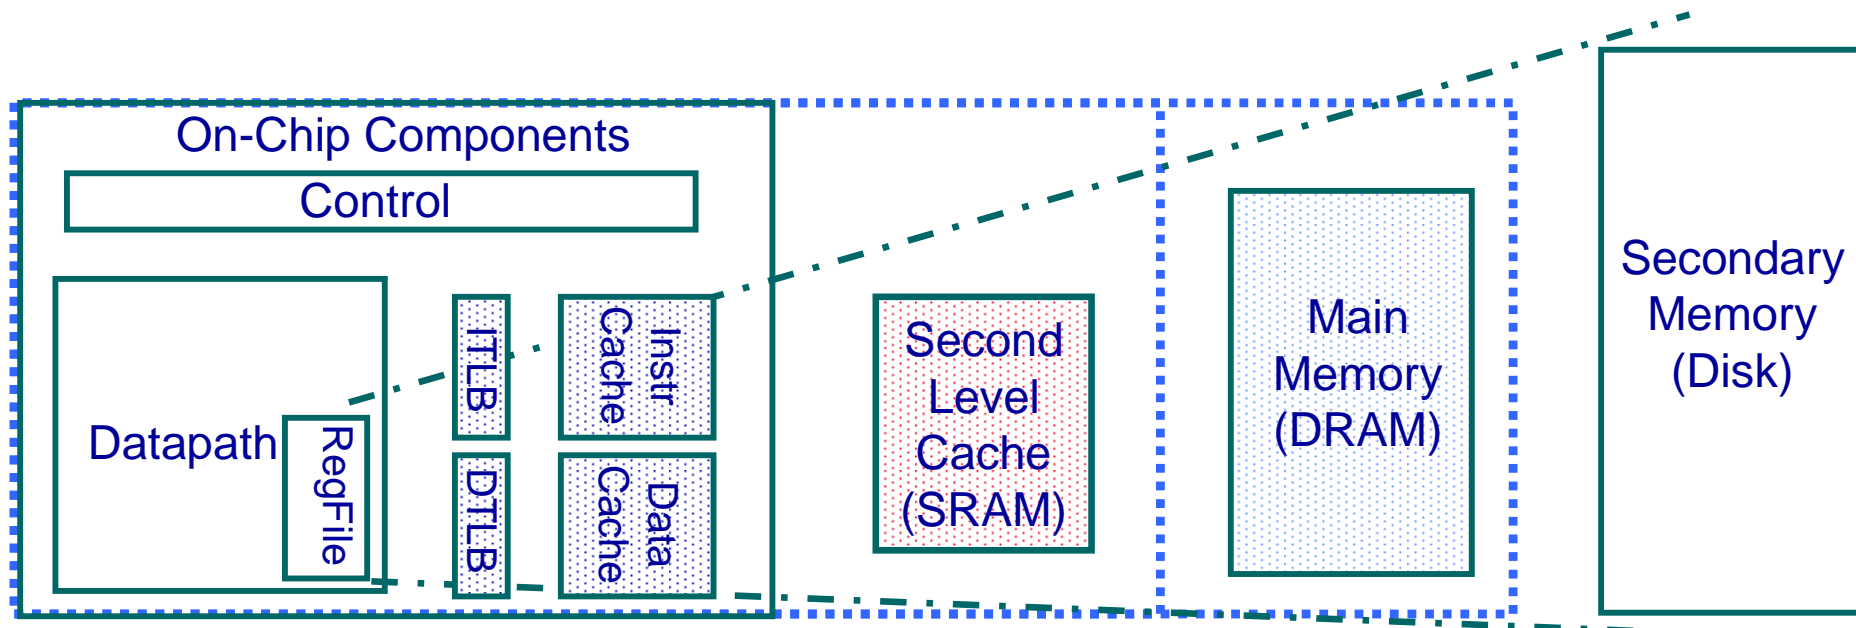 On-Chip Components
Control
Datapath
RegFile
ITLB
DTLB
Instr
Cache
Data
Cache
Second
Level
Cache
(SRAM)
Main
Memory
(DRAM)
Secondary
Memory
(Disk)